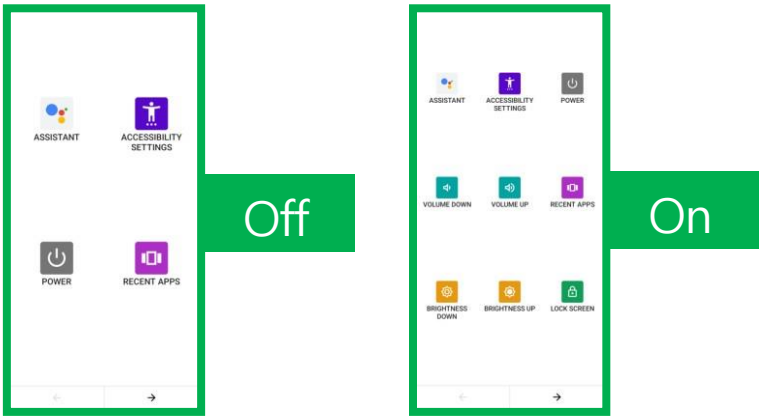 ASSISTANT
ACCESSIBILITY
SETTINGS
POWER
RECENT APPS
Off
ASSISTANT
ACCESSIBILITY
SETTINGS
POWER
VOLUME DOWN
VOLUME UP
RECENT APPS
BRIGHTNESS
DOWN
BRIGHTNESS UP
LOCK SCREEN
On